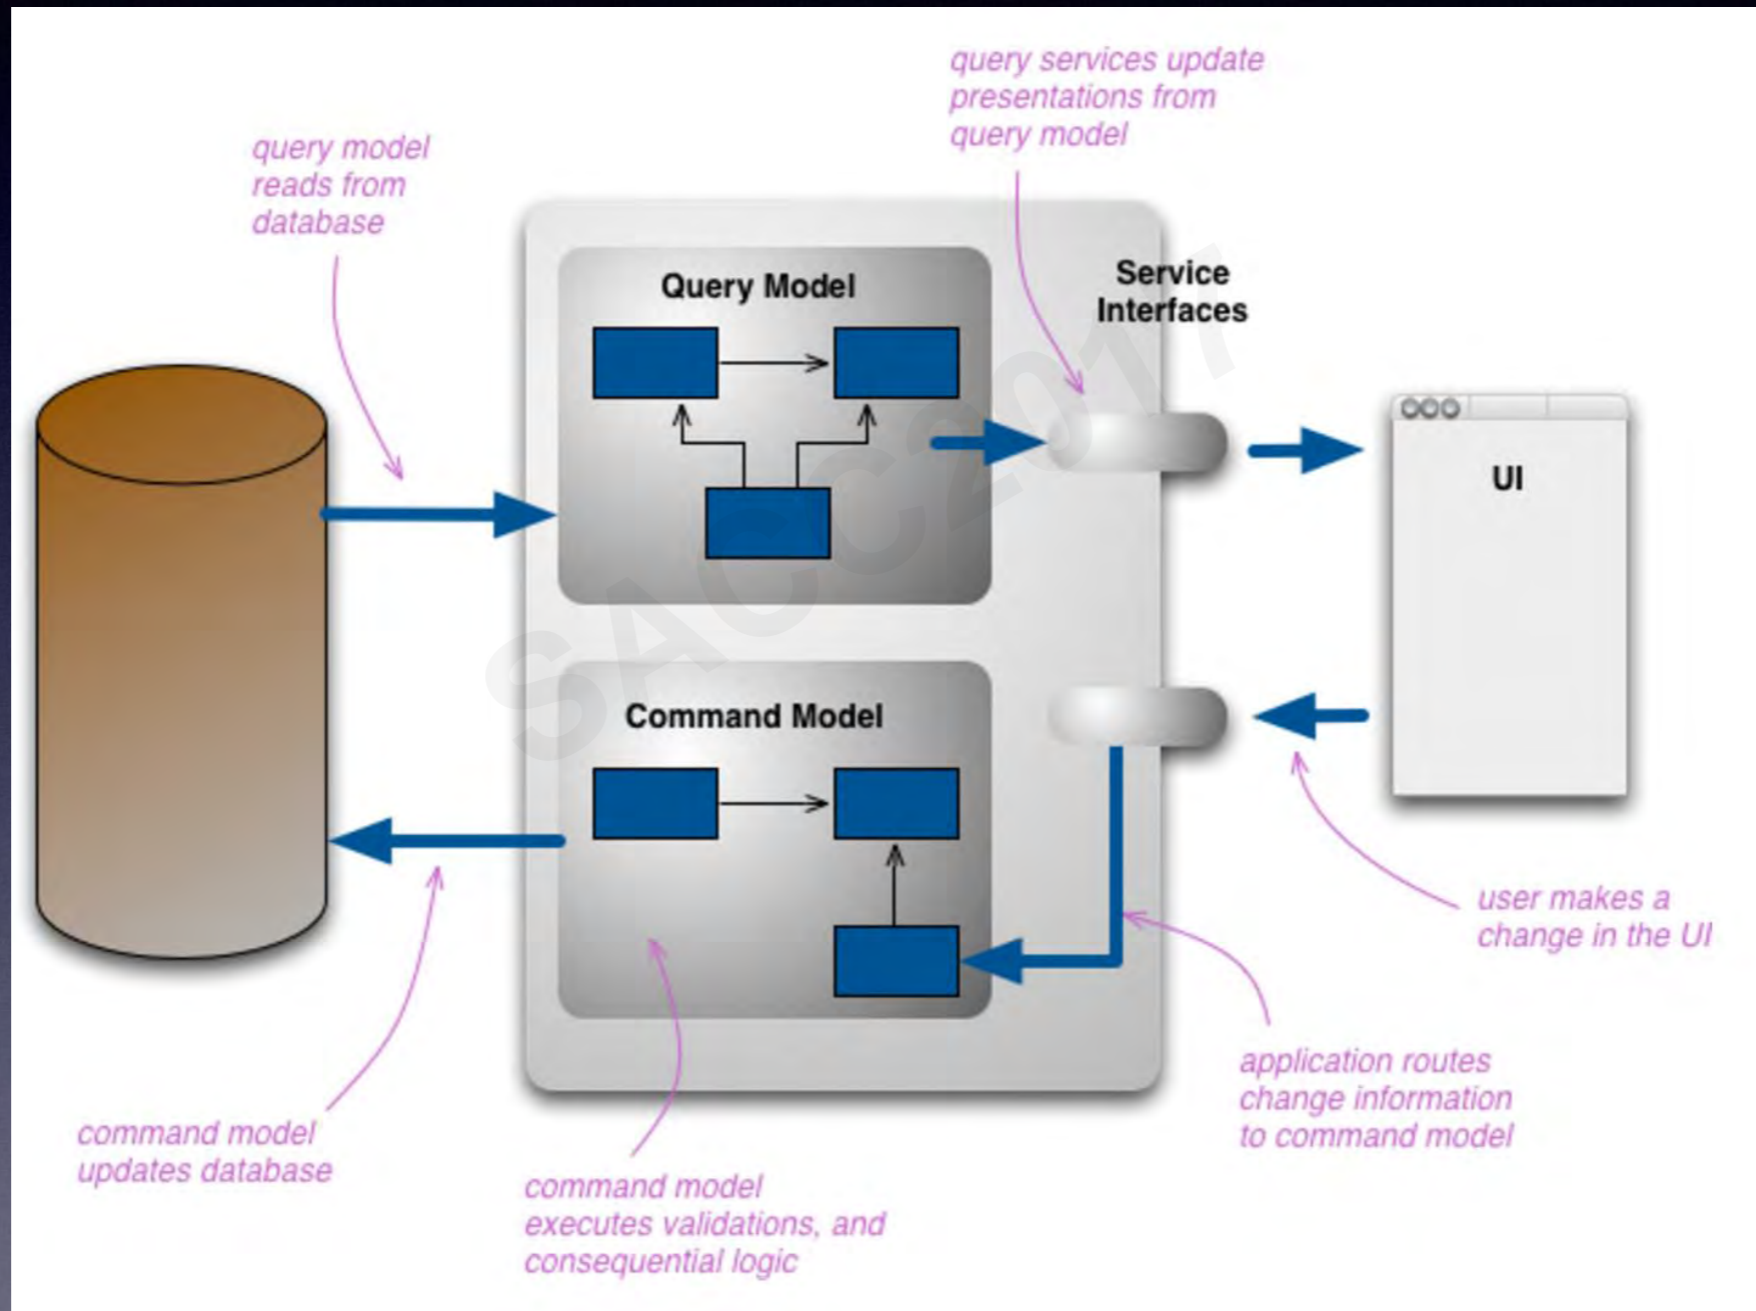 query services update
presentations from
query model
query model
reads from
database
Query Model
Service
Interfaces
UI
SACC2017
Command Model
user makes a
change in the UI
application routes
change information
to command model
command model
updates database
command model
executes validations, and
consequential logic